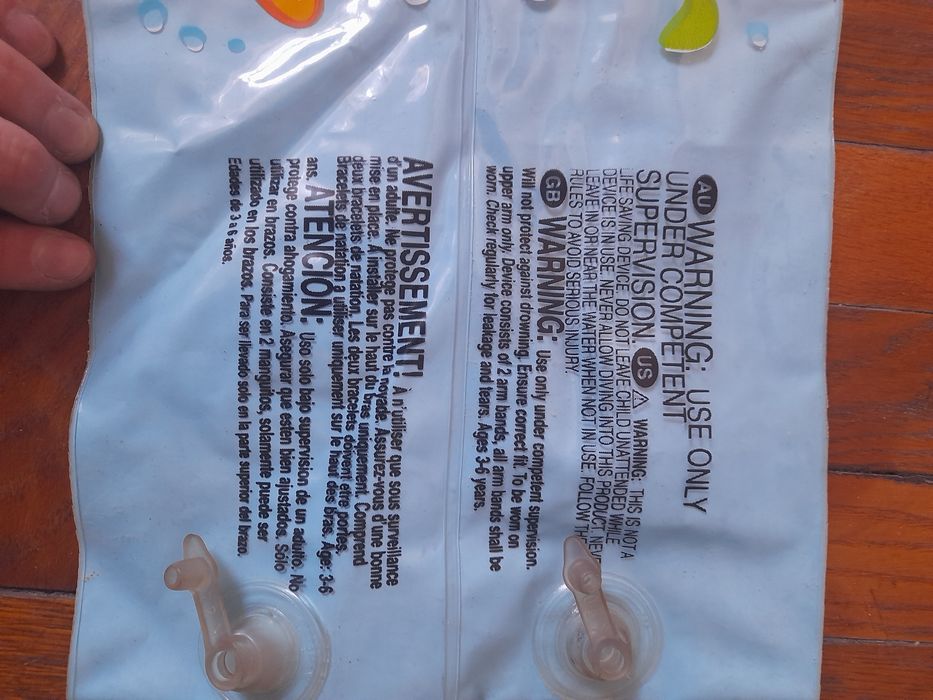 AU WARNING: USE ONLY
UNDER COMPETENT
SUPERVISION! US ⚠ WARNING: THIS IS NOT A
LIFE SAVING DEVICE. DO NOT LEAVE CHILD UNATTENDED WHILE
DEVICE IS IN USE. NEVER ALLOW DIVING INTO THIS PRODUCT. NEVE
LEAVE IN OR NEAR THE WATER WHEN NOT IN USE. FOLLOW TH
RULES TO AVOID SERIOUS INJURY.
GB WARNING: Use only under competent supervision.
Will not protect against drowning. Ensure correct fit. To be worn on
upper arm only. Device consists of 2 arm bands, all arm bands shall be
worn. Check regularly for leakage and tears. Ages 3-6 years.
AVERTISSEMENT! À n'utiliser que sous surveillance
d'un adulte. Ne protège pas contre la noyade. Assurez-vous d'une bonne
mise en place. À installer sur le haut du bras uniquement. Comprend
deux bracelets de natation. Les deux bracelets doivent etre portés.
Bracelets de natation à utiliser uniquement sur le haut des bras. Âge: 3-6
ans. ATENCIÓN: Uso solo bajo supervision de un adulto. No
protege contra ahogamiento. Asegurar que esten bien ajustados. Sólo
utilizar en brazos. Consiste en 2 manguitos, solamente puede ser
utilizado en los brazos. Para ser llevado solo en la parte superior del brazo.
Edades de 3 a 6 anos.